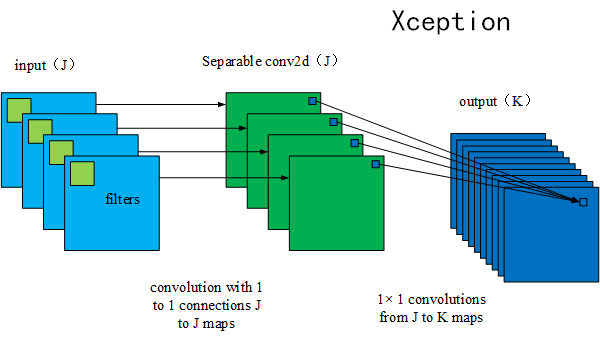 Xception
input（J）
Separable conv2d（J）
output（K）
filters
convolution with 1
to 1 connections J
to J maps
1× 1 convolutions
from J to K maps